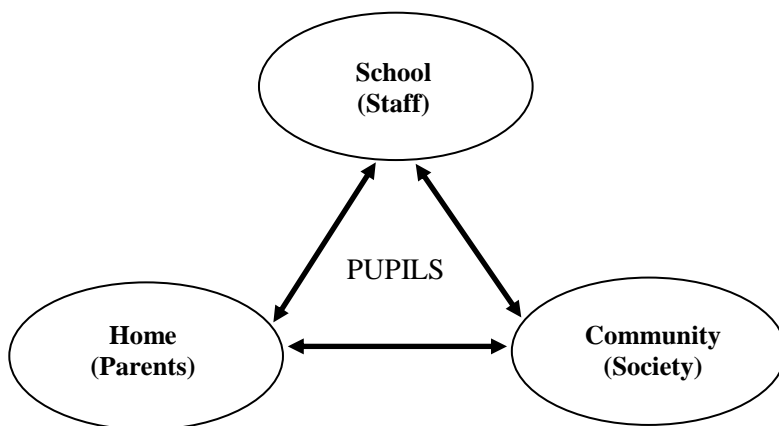 School
(Staff)
PUPILS
Home
(Parents)
Community
(Society)